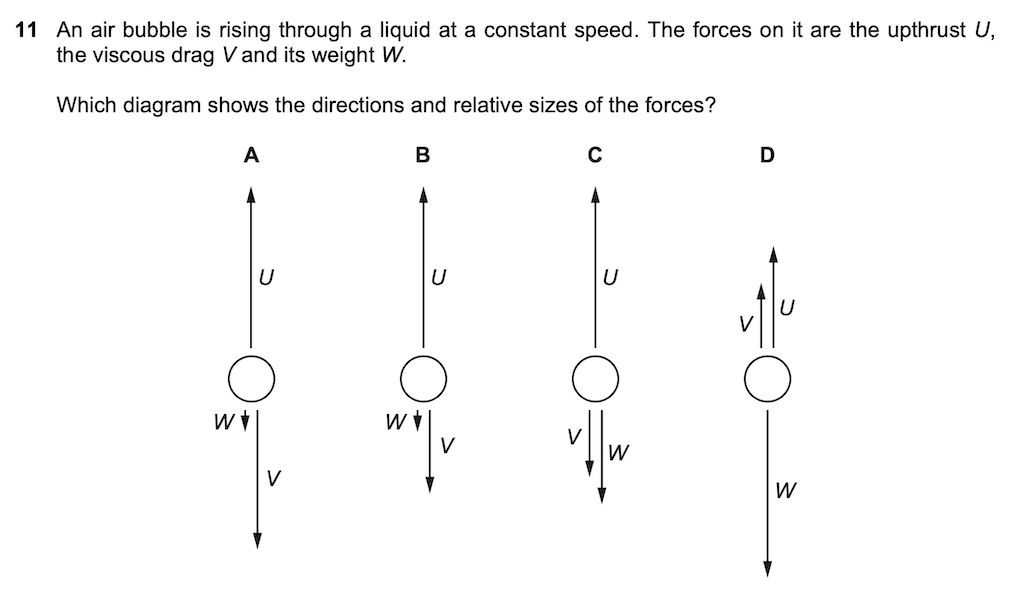 11 An air bubble is rising through a liquid at a constant speed. The forces on it are the upthrust U,
the viscous drag V and its weight W.
Which diagram shows the directions and relative sizes of the forces?
A B C D
U U U V U
W V W V V W W